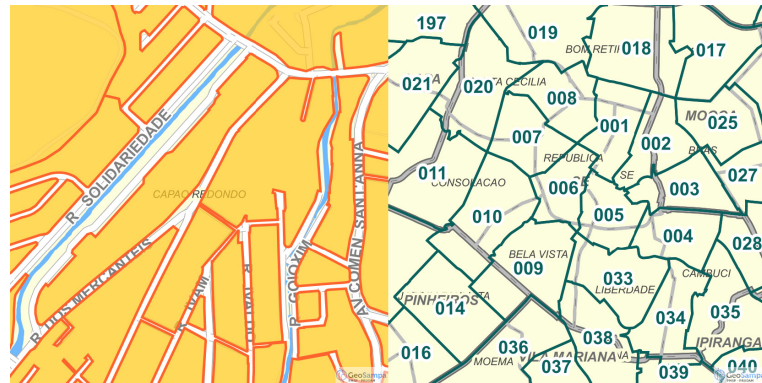 R SOLIDARIEDADE
CAPAO REDONDO
R DOS MERCANTEIS
R GOIOXIM
AV COMEN SANT'ANNA
GeoSampa
197
019
BOM RETI
018
017
021
020
TA CECILIA
008
MOOCA
025
001
002
007
BRAS
REPUBLICA
011
CONSOLACAO
006
SE
SE
003
027
010
005
004
028
BELA VISTA
009
033
CAMBUCI
LIBERDADE
PINHEIROS
014
035
034
016
036
MOEMA
038
VILA MARIANA
IPIRANGA
037
039
040
GeoSampa